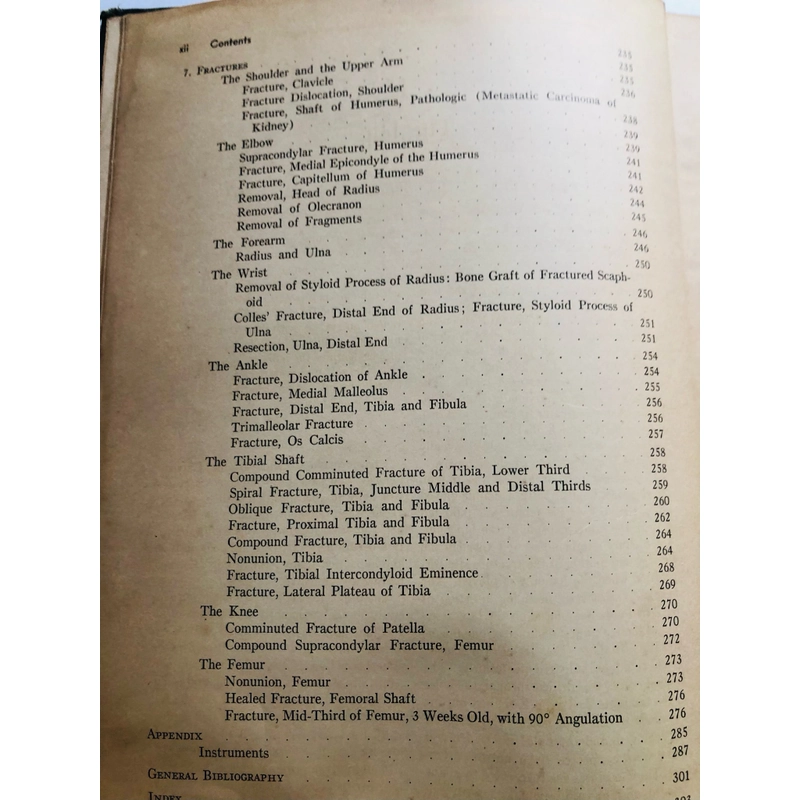 xii Contents
7. FRACTURES 235
The Shoulder and the Upper Arm 235
Fracture, Clavicle 235
Fracture Dislocation, Shoulder 236
Fracture, Shaft of Humerus, Pathologic (Metastatic Carcinoma of
Kidney) 238
The Elbow 239
Supracondylar Fracture, Humerus 239
Fracture, Medial Epicondyle of the Humerus 241
Fracture, Capitellum of Humerus 241
Removal, Head of Radius 242
Removal of Olecranon 244
Removal of Fragments 245
The Forearm 246
Radius and Ulna 246
The Wrist 250
Removal of Styloid Process of Radius: Bone Graft of Fractured Scaph-
oid 250
Colles' Fracture, Distal End of Radius; Fracture, Styloid Process of
Ulna 251
Resection, Ulna, Distal End 251
The Ankle 254
Fracture, Dislocation of Ankle 254
Fracture, Medial Malleolus 255
Fracture, Distal End, Tibia and Fibula 256
Trimalleolar Fracture 256
Fracture, Os Calcis 257
The Tibial Shaft 258
Compound Comminuted Fracture of Tibia, Lower Third 258
Spiral Fracture, Tibia, Juncture Middle and Distal Thirds 259
Oblique Fracture, Tibia and Fibula 260
Fracture, Proximal Tibia and Fibula 262
Compound Fracture, Tibia and Fibula 264
Nonunion, Tibia 264
Fracture, Tibial Intercondyloid Eminence 268
Fracture, Lateral Plateau of Tibia 269
The Knee 270
Comminuted Fracture of Patella 270
Compound Supracondylar Fracture, Femur 272
The Femur 273
Nonunion, Femur 273
Healed Fracture, Femoral Shaft 276
Fracture, Mid-Third of Femur, 3 Weeks Old, with 90° Angulation 276
APPENDIX 285
Instruments 287
GENERAL BIBLIOGRAPHY 301
INDEX